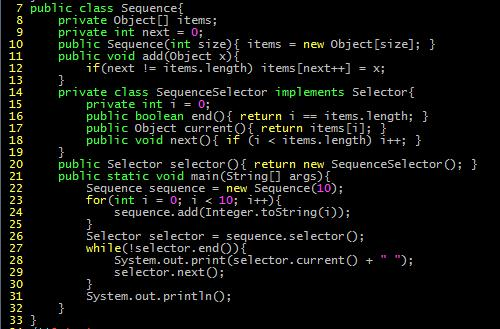 7 public class Sequence{
8     private Object[] items;
9     private int next = 0;
10     public Sequence(int size){ items = new Object[size]; }
11     public void add(Object x){
12         if(next != items.length) items[next++] = x;
13     }
14     private class SequenceSelector implements Selector{
15         private int i = 0;
16         public boolean end(){ return i == items.length; }
17         public Object current(){ return items[i]; }
18         public void next(){ if (i < items.length) i++; }
19     }
20     public Selector selector(){ return new SequenceSelector(); }
21     public static void main(String[] args){
22         Sequence sequence = new Sequence(10);
23         for(int i = 0; i < 10; i++){
24             sequence.add(Integer.toString(i));
25         }
26         Selector selector = sequence.selector();
27         while(!selector.end()){
28             System.out.print(selector.current() + " ");
29             selector.next();
30         }
31         System.out.println();
32     }
33 }